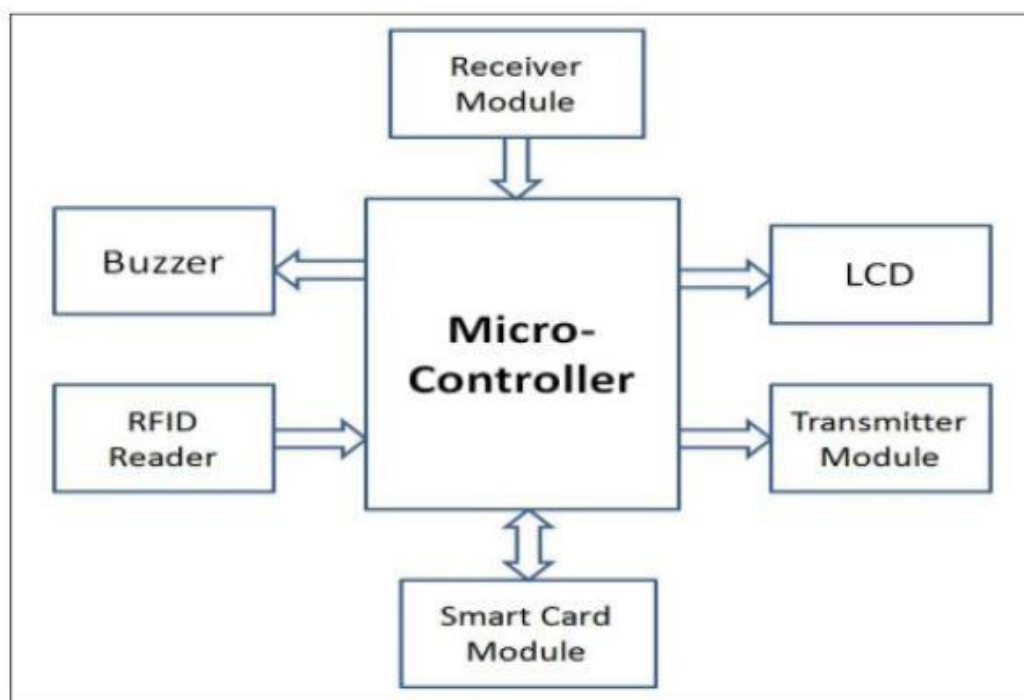 Receiver
Module
Buzzer
LCD
Micro-
Controller
RFID
Reader
Transmitter
Module
Smart Card
Module